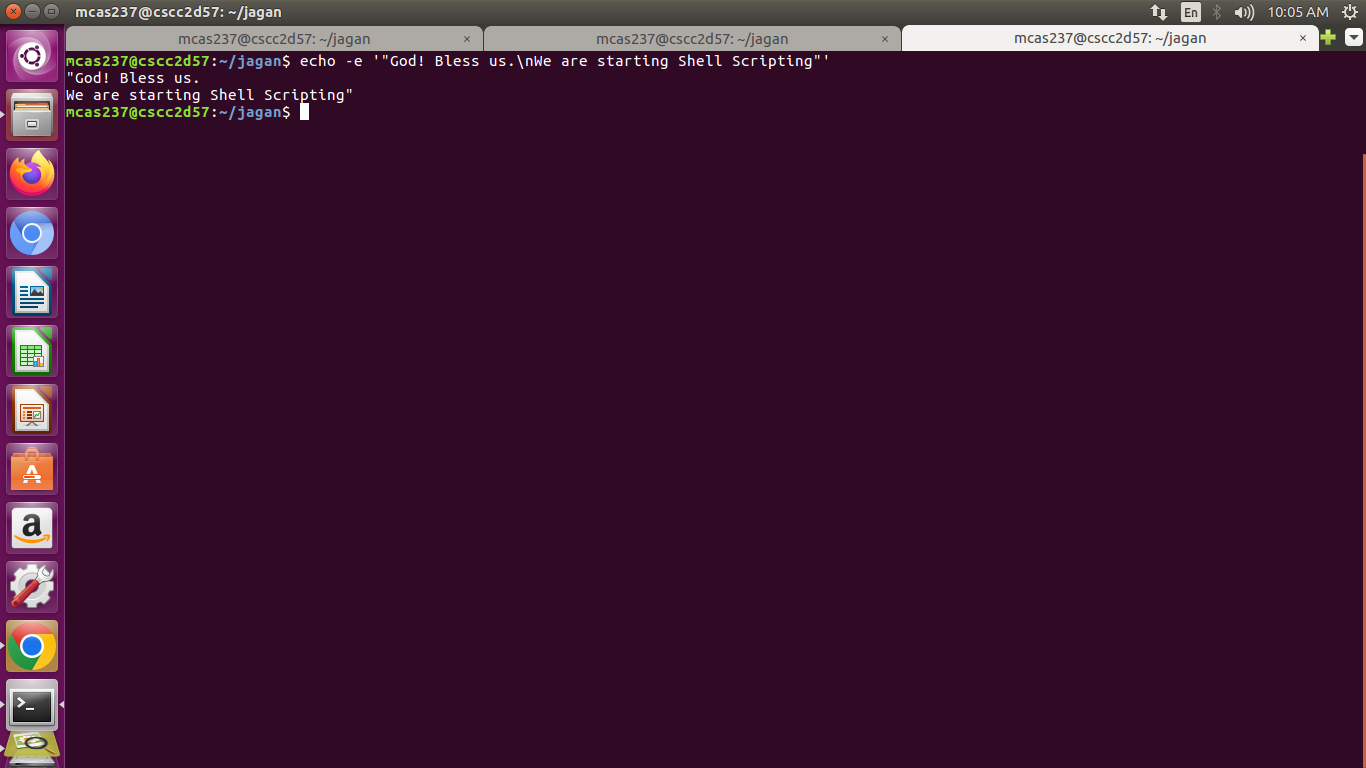 mcas237@cscc2d57: ~/jagan
En
10:05 AM
mcas237@cscc2d57: ~/jagan × mcas237@cscc2d57: ~/jagan × mcas237@cscc2d57: ~/jagan ×
mcas237@cscc2d57:~/jagan$ echo -e '"God! Bless us.\nWe are starting Shell Scripting"'
"God! Bless us.
We are starting Shell Scripting"
mcas237@cscc2d57:~/jagan$